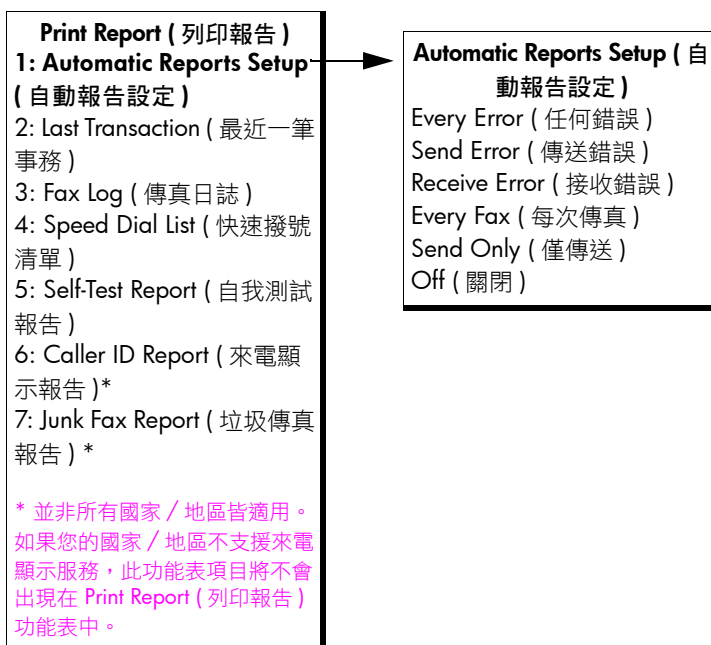 Print Report ( 列印報告 )
1: Automatic Reports Setup
( 自動報告設定 )
2: Last Transaction ( 最近一筆
事務 )
3: Fax Log ( 傳真日誌 )
4: Speed Dial List ( 快速撥號
清單 )
5: Self-Test Report ( 自我測試
報告 )
6: Caller ID Report ( 來電顯
示報告 )*
7: Junk Fax Report ( 垃圾傳真
報告 ) *
* 並非所有國家 / 地區皆適用。
如果您的國家 / 地區不支援來電
顯示服務，此功能表項目將不會
出現在 Print Report ( 列印報告 )
功能表中。
Automatic Reports Setup ( 自
動報告設定 )
Every Error ( 任何錯誤 )
Send Error ( 傳送錯誤 )
Receive Error ( 接收錯誤 )
Every Fax ( 每次傳真 )
Send Only ( 僅傳送 )
Off ( 關閉 )